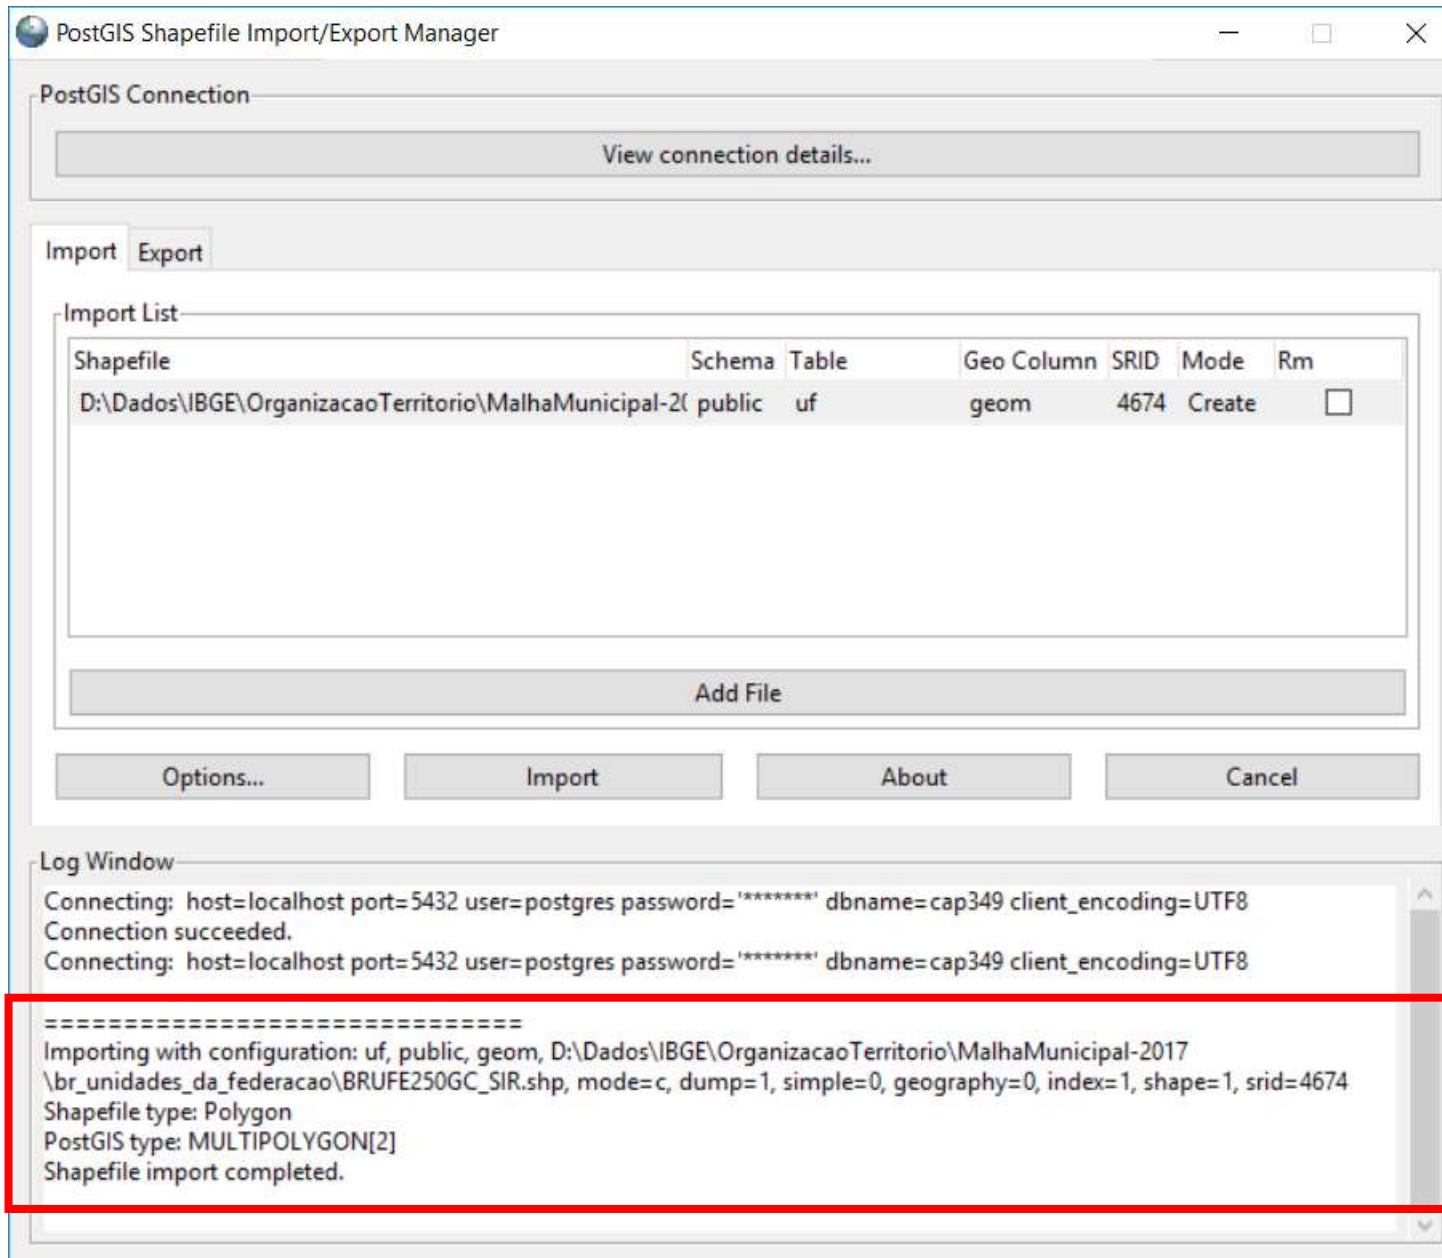 PostGIS Shapefile Import/Export Manager
PostGIS Connection
View connection details...
Import Export
Import List
Shapefile Schema Table Geo Column SRID Mode Rm
D:\Dados\IBGE\OrganizacaoTerritorio\MalhaMunicipal-20 public uf geom 4674 Create
Add File
Options... Import About Cancel
Log Window
Connecting: host=localhost port=5432 user=postgres password='*******' dbname=cap349 client_encoding=UTF8
Connection succeeded.
Connecting: host=localhost port=5432 user=postgres password='*******' dbname=cap349 client_encoding=UTF8
==============================
Importing with configuration: uf, public, geom, D:\Dados\IBGE\OrganizacaoTerritorio\MalhaMunicipal-2017
\br_unidades_da_federacao\BRUFE250GC_SIR.shp, mode=c, dump=1, simple=0, geography=0, index=1, shape=1, srid=4674
Shapefile type: Polygon
PostGIS type: MULTIPOLYGON[2]
Shapefile import completed.